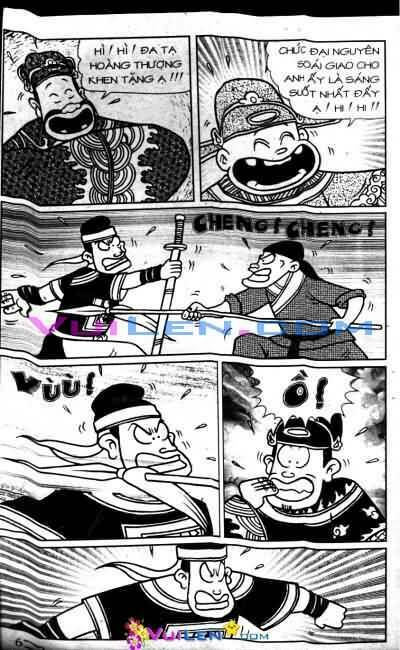 HÌ! HÌ! ĐA TẠ
HOÀNG THƯỢNG
KHEN TẶNG Ạ!!!
CHỨC ĐẠI NGUYÊN
SOÁI GIAO CHO
ANH ẤY LÀ SÁNG
SUỐT NHẤT ĐẤY
Ạ! HI! HI!!
CHENG! CHENG!
VuiLen.com
VÙÙ!
Ồ!
6
VuiLen.com